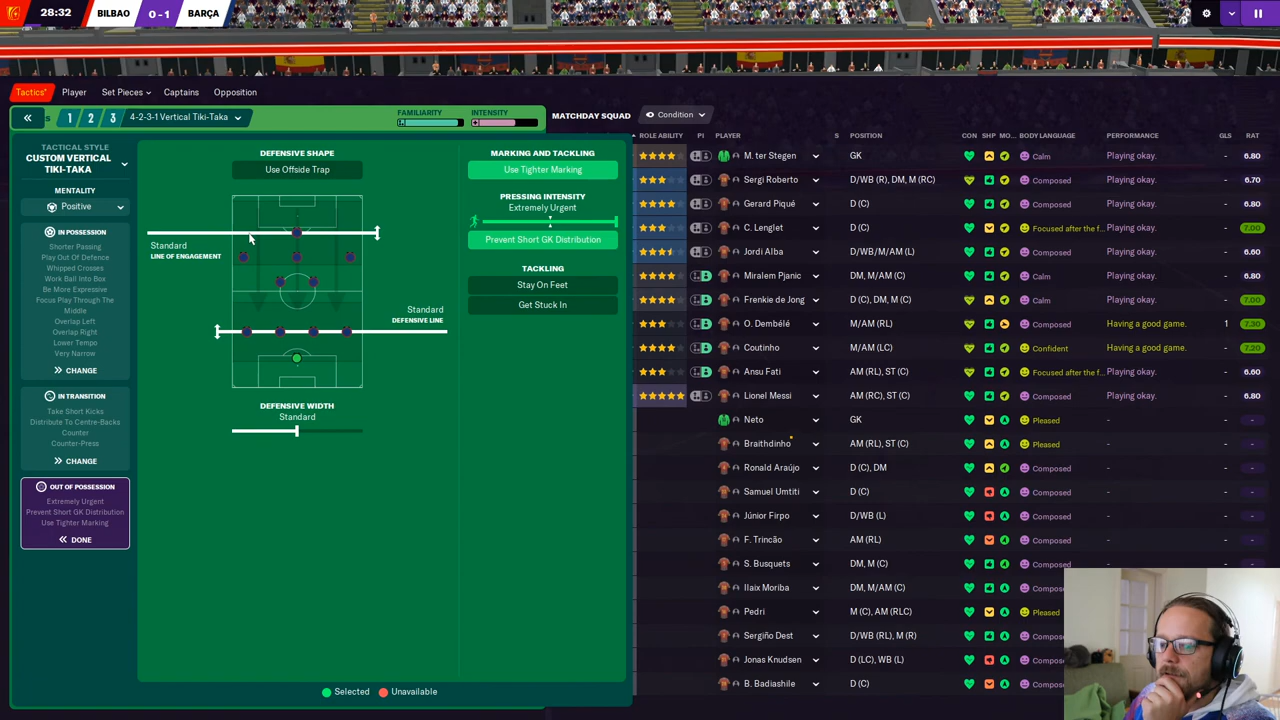 28:32 BILBAO 0 - 1 BARÇA
Tactics* Player Set Pieces Captains Opposition
1 2 3 4-2-3-1 Vertical Tiki-Taka
FAMILIARITY INTENSITY
MATCHDAY SQUAD Condition
TACTICAL STYLE
CUSTOM VERTICAL
TIKI-TAKA
MENTALITY
Positive
IN POSSESSION
Shorter Passing
Play Out Of Defence
Whipped Crosses
Work Ball Into Box
Be More Expressive
Focus Play Through The
Middle
Overlap Left
Overlap Right
Lower Tempo
Very Narrow
CHANGE
IN TRANSITION
Take Short Kicks
Distribute To Centre-Backs
Counter
Counter-Press
CHANGE
OUT OF POSSESSION
Extremely Urgent
Prevent Short GK Distribution
Use Tighter Marking
DONE
DEFENSIVE SHAPE
Use Offside Trap
Standard
LINE OF ENGAGEMENT
Standard
DEFENSIVE LINE
DEFENSIVE WIDTH
Standard
MARKING AND TACKLING
Use Tighter Marking
PRESSING INTENSITY
Extremely Urgent
Prevent Short GK Distribution
TACKLING
Stay On Feet
Get Stuck In
Selected Unavailable
ROLE ABILITY PI PLAYER S POSITION CON SHP MO... BODY LANGUAGE PERFORMANCE GLS RAT
M. ter Stegen GK Calm Playing okay. - 6.80
Sergi Roberto D/WB (R), DM, M (RC) Composed Playing okay. - 6.70
Gerard Piqué D (C) Composed Playing okay. - 6.80
C. Lenglet D (C) Focused after the f... Playing okay. - 7.00
Jordi Alba D/WB/M/AM (L) Composed Playing okay. - 6.60
Miralem Pjanic DM, M/AM (C) Calm Playing okay. - 6.80
Frenkie de Jong D (C), DM, M (C) Calm Playing okay. - 7.00
O. Dembélé M/AM (RL) Composed Having a good game. 1 7.30
Coutinho M/AM (LC) Confident Having a good game. - 7.20
Ansu Fati AM (RL), ST (C) Focused after the f... Playing okay. - 6.60
Lionel Messi AM (RC), ST (C) Composed Playing okay. - 6.80
Neto GK Pleased - - -
Braithdinho AM (RL), ST (C) Pleased - - -
Ronald Araújo D (C), DM Composed - - -
Samuel Umtiti D (C) Composed - - -
Júnior Firpo D/WB (L) Composed - - -
F. Trincão AM (RL) Composed - - -
S. Busquets DM, M (C) Composed - - -
Ilaix Moriba DM, M/AM (C) Composed
Pedri M (C), AM (RLC) Pleased
Sergiño Dest D/WB (RL), M (R)
Jonas Knudsen D (LC), WB (L)
B. Badiashile D (C)